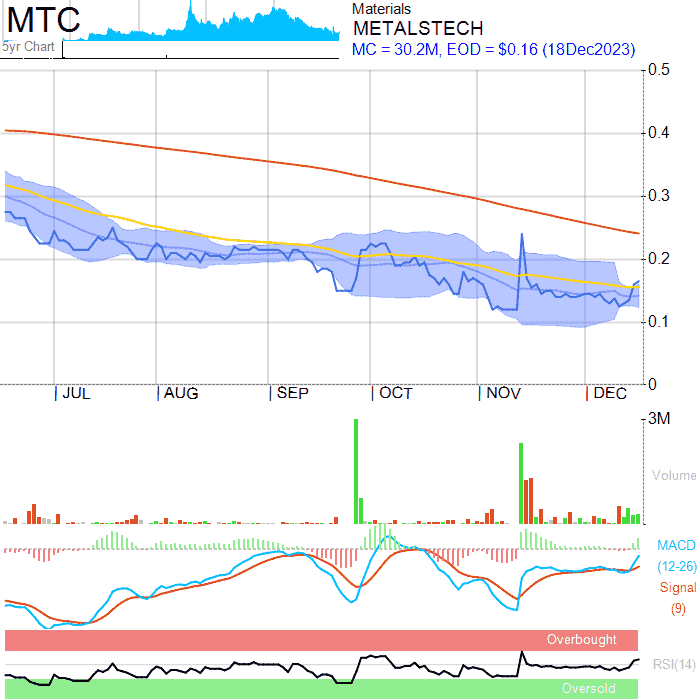 MTC
5yr Chart
Materials
METALSTECH
MC = 30.2M, EOD = $0.16 (18Dec2023)
0.5
0.4
0.3
0.2
0.1
0
JUL AUG SEP OCT NOV DEC
3M
Volume
MACD
(12-26)
Signal
(9)
Overbought
RSI(14)
Oversold